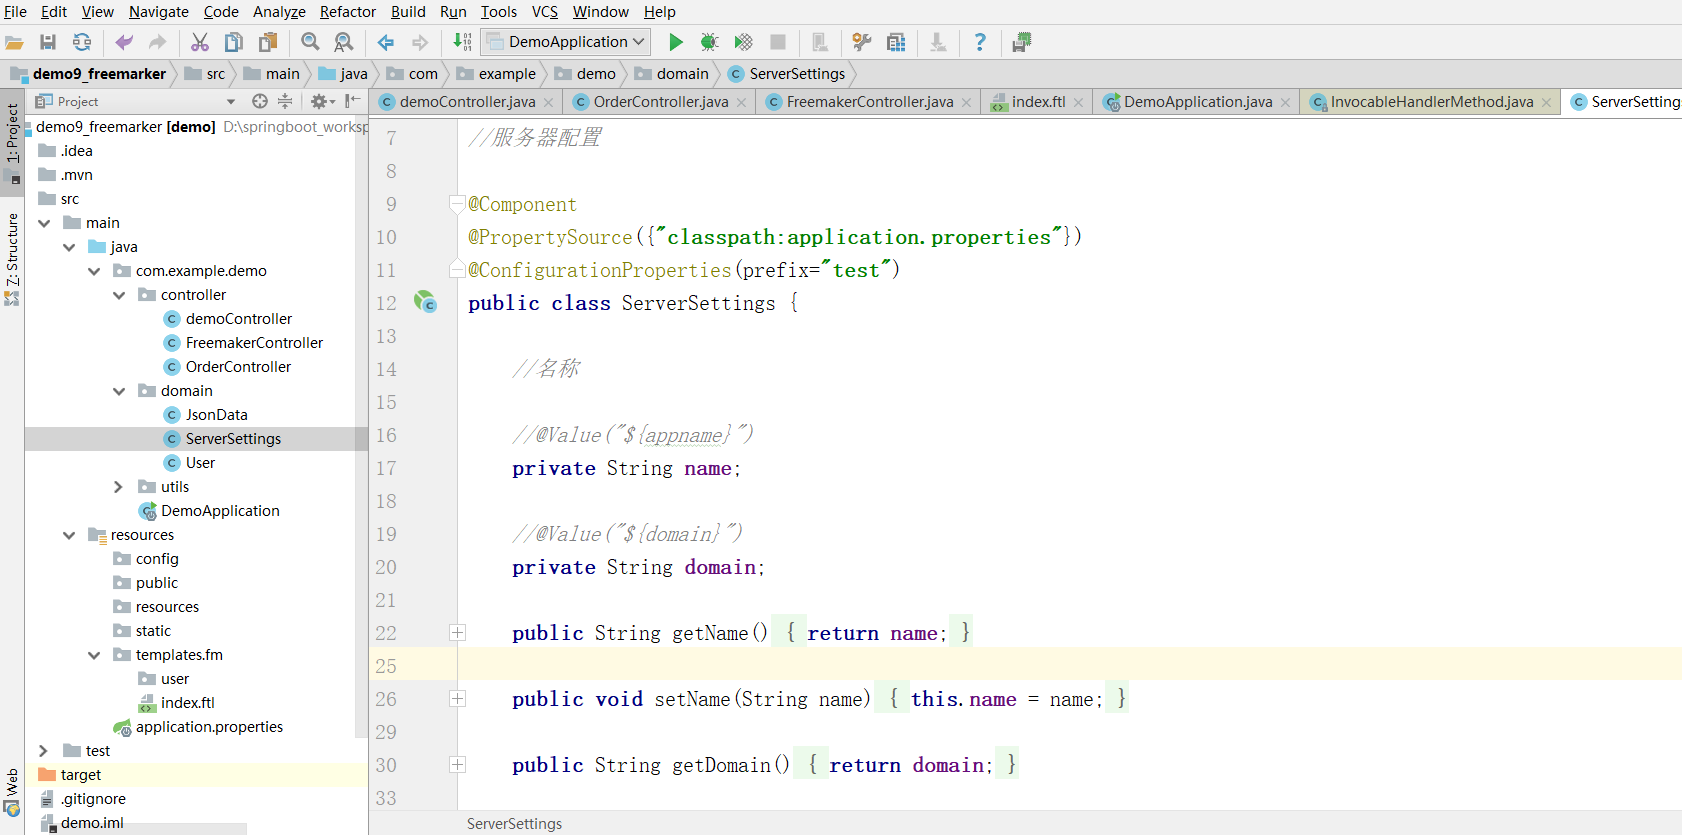 File Edit View Navigate Code Analyze Refactor Build Run Tools VCS Window Help
DemoApplication
demo9_freemarker src main java com example demo domain ServerSettings
Project
demoController.java OrderController.java FreemakerController.java index.ftl DemoApplication.java InvocableHandlerMethod.java ServerSettings
1: Project
7: Structure
Web
demo9_freemarker [demo] D:\springboot_worksp
.idea
.mvn
src
main
java
com.example.demo
controller
demoController
FreemakerController
OrderController
domain
JsonData
ServerSettings
User
utils
DemoApplication
resources
config
public
resources
static
templates.fm
user
index.ftl
application.properties
test
target
.gitignore
demo.iml
7 //服务器配置
8
9 @Component
10 @PropertySource({"classpath:application.properties"})
11 @ConfigurationProperties(prefix="test")
12 public class ServerSettings {
13
14 //名称
15
16 //@Value("${appname}")
17 private String name;
18
19 //@Value("${domain}")
20 private String domain;
21
22 public String getName() { return name; }
25
26 public void setName(String name) { this.name = name; }
29
30 public String getDomain() { return domain; }
33
ServerSettings